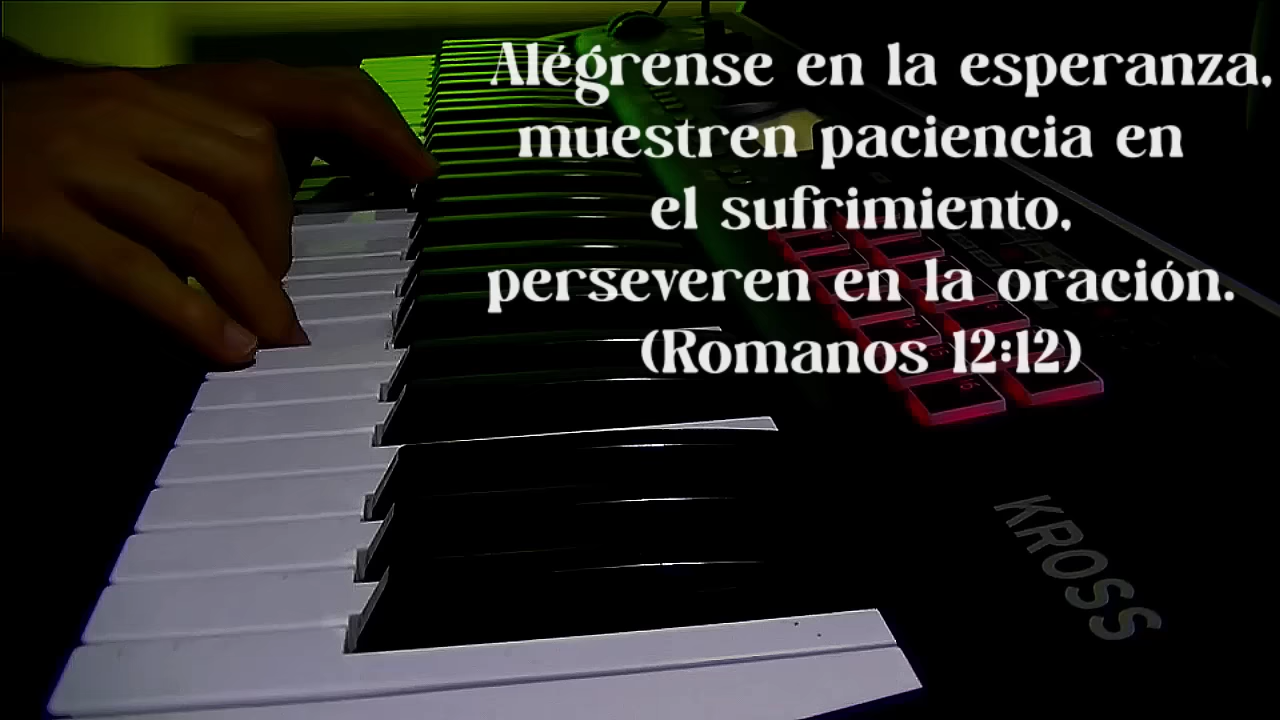 Alégrense en la esperanza,
muestren paciencia en
el sufrimiento,
perseveren en la oración.
(Romanos 12:12)
KROSS